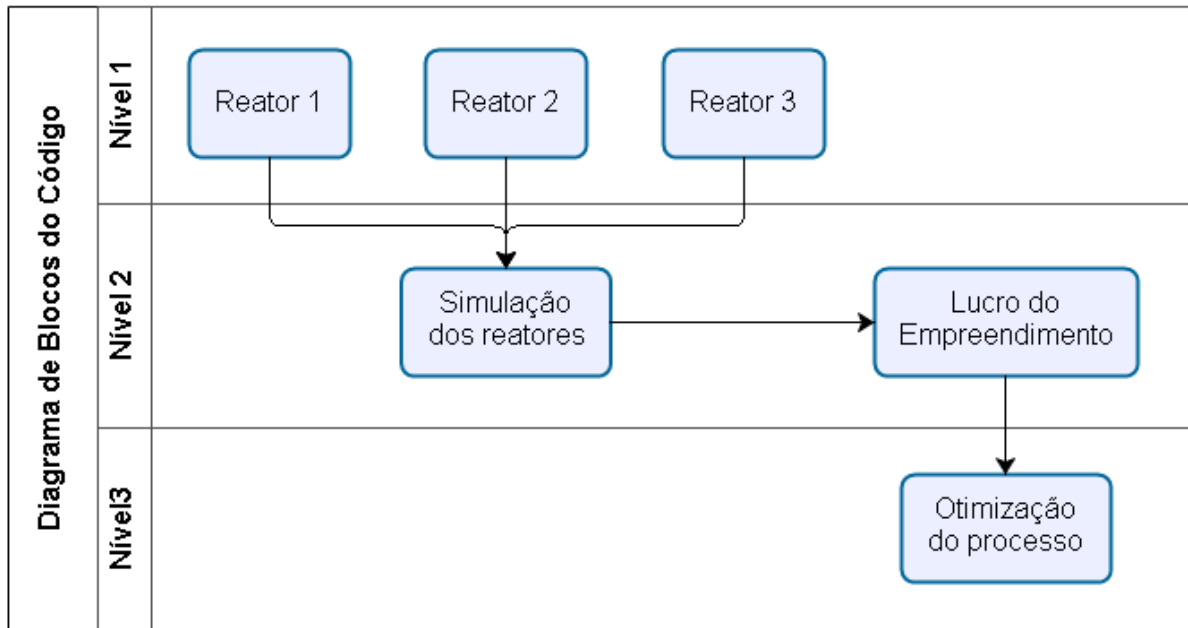 Diagrama de Blocos do Código
Nível 1
Reator 1
Reator 2
Reator 3
Nível 2
Simulação
dos reatores
Lucro do
Empreendimento
Nível3
Otimização
do processo